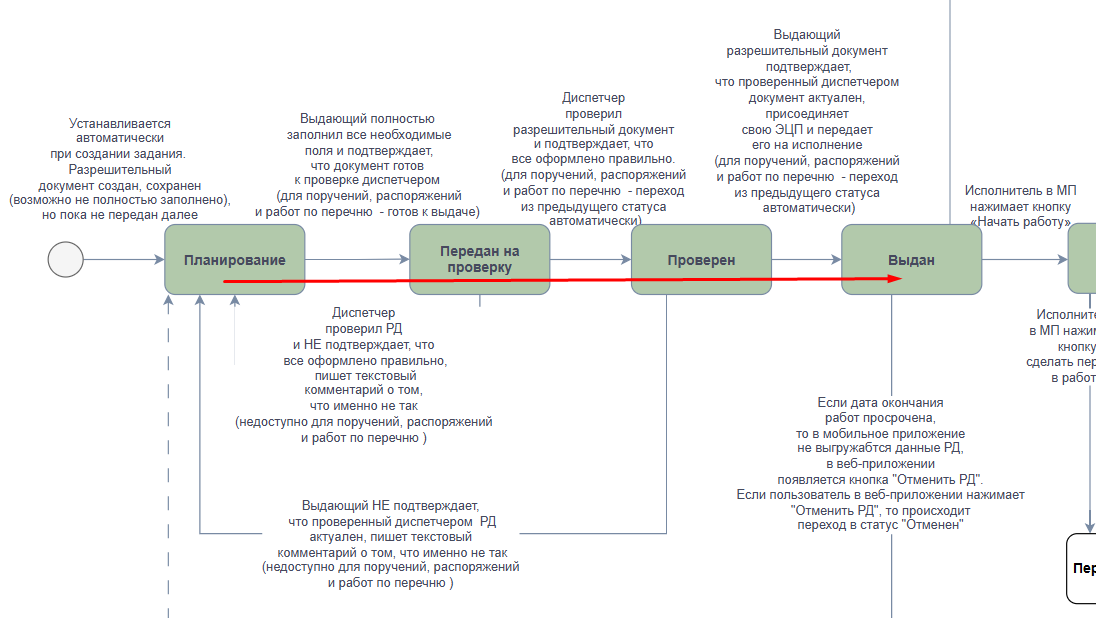 Выдающий
разрешительный документ
подтверждает,
что проверенный диспетчером
документ актуален,
присоединяет
свою ЭЦП и передает
его на исполнение
(для поручений, распоряжений
и работ по перечню  - переход
из предыдущего статуса
автоматически)
Диспетчер
проверил
разрешительный документ
и подтверждает, что
все оформлено правильно.
(для поручений, распоряжений
и работ по перечню  - переход
из предыдущего статуса
автоматически)
Выдающий полностью
заполнил все необходимые
поля и подтверждает,
что документ готов
к проверке диспетчером
(для поручений, распоряжений
и работ по перечню  - готов к выдаче)
Устанавливается
автоматически
при создании задания.
Разрешительный
документ создан, сохранен
(возможно не полностью заполнено),
но пока не передан далее
Исполнитель в МП
нажимает кнопку
«Начать работу»
Планирование
Передан на
проверку
Проверен
Выдан
Диспетчер
проверил РД
и НЕ подтверждает, что
все оформлено правильно,
пишет текстовый
комментарий о том,
что именно не так
(недоступно для поручений, распоряжений
и работ по перечню )
Исполните
в МП нажим
кнопку
сделать пер
в работ
Если дата окончания
работ просрочена,
то в мобильное приложение
не выгружабтся данные РД,
в веб-приложении
появляется кнопка "Отменить РД".
Если пользователь в веб-приложении нажимает
"Отменить РД", то происходит
переход в статус "Отменен"
Выдающий НЕ подтверждает,
что проверенный диспетчером  РД
актуален, пишет текстовый
комментарий о том, что именно не так
(недоступно для поручений, распоряжений
и работ по перечню )
Пер